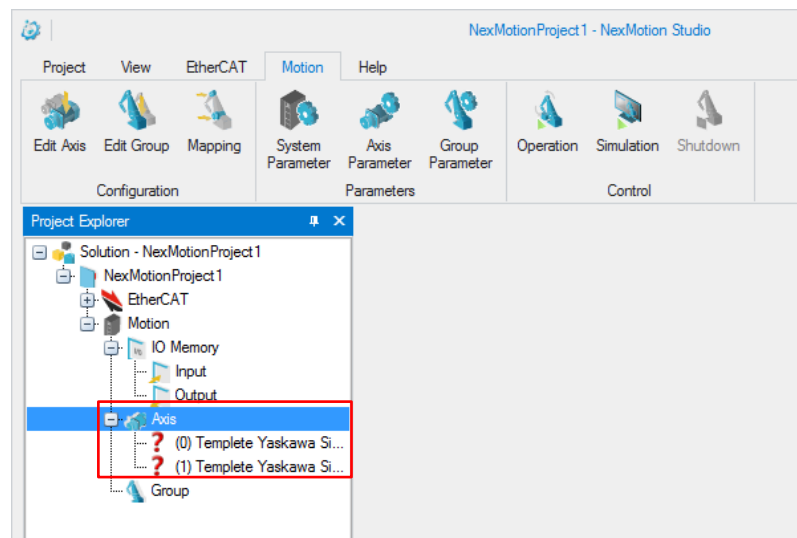 NexMotionProject1 - NexMotion Studio
Project View EtherCAT Motion Help
Edit Axis Edit Group Mapping System Parameter Axis Parameter Group Parameter Operation Simulation Shutdown
Configuration Parameters Control
Project Explorer
Solution - NexMotionProject1
NexMotionProject1
EtherCAT
Motion
IO Memory
Input
Output
Axis
(0) Templete Yaskawa Si...
(1) Templete Yaskawa Si...
Group